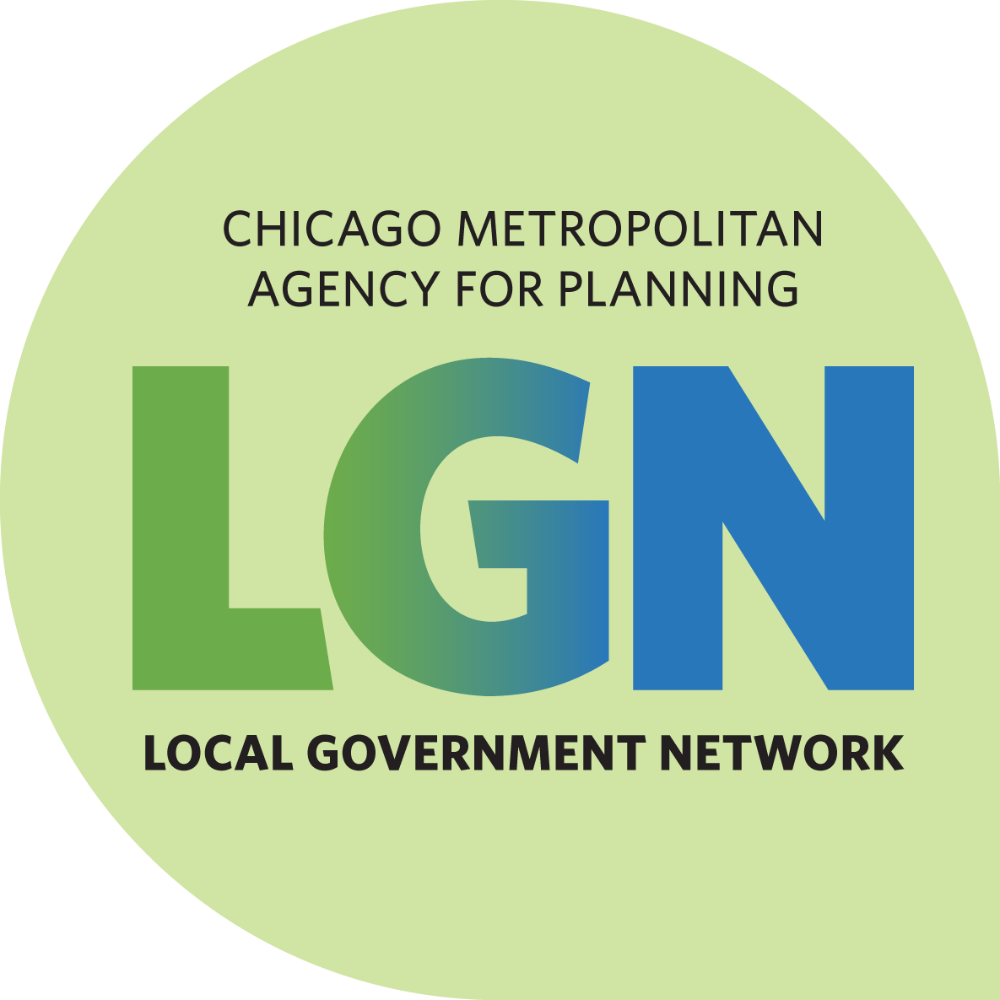 CHICAGO METROPOLITAN
AGENCY FOR PLANNING
LGN
LOCAL GOVERNMENT NETWORK